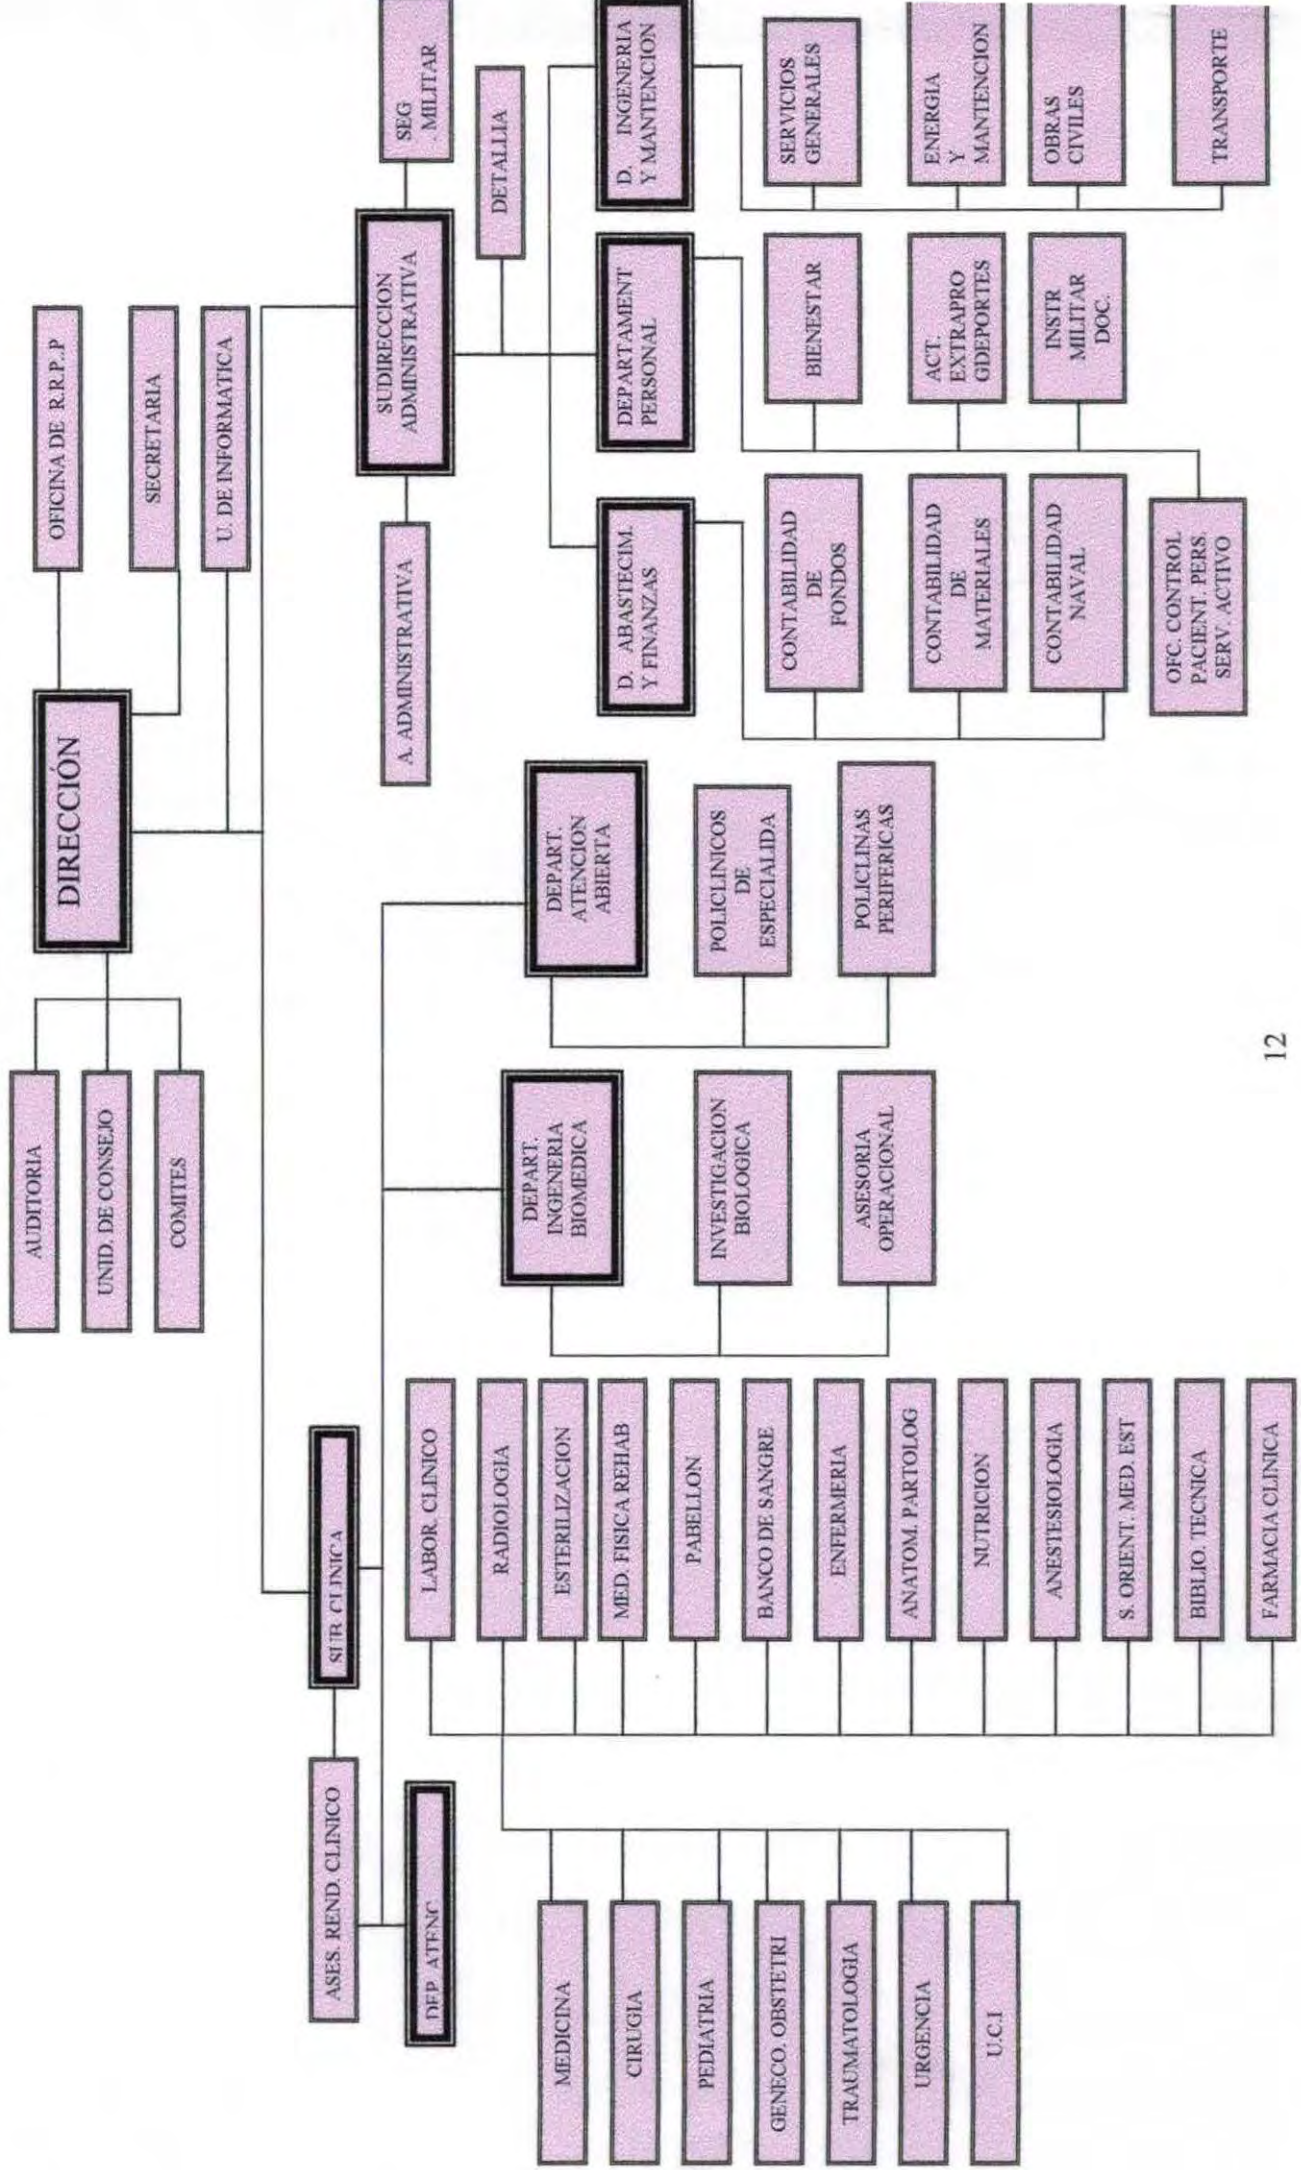 AUDITORIA
UNID. DE CONSEJO
COMITES
DIRECCIÓN
OFICINA DE R.R.P..P
SECRETARIA
U. DE INFORMATICA
SUB CLINICA
ASES. REND. CLINICO
DEP. ATENC
SUDIRECCION
ADMINISTRATIVA
A. ADMINISTRATIVA
SEG
MILITAR
DETALLIA
MEDICINA
CIRUGIA
PEDIATRIA
GENECO. OBSTETRI
TRAUMATOLOGIA
URGENCIA
U.C.I
LABOR. CLINICO
RADIOLOGIA
ESTERILIZACION
MED. FISICA REHAB
PABELLON
BANCO DE SANGRE
ENFERMERIA
ANATOM. PARTOLOG
NUTRICION
ANESTESIOLOGIA
S. ORIENT. MED. EST
BIBLIO. TECNICA
FARMACIA CLINICA
DEPART.
INGENERIA
BIOMEDICA
INVESTIGACION
BIOLOGICA
ASESORIA
OPERACIONAL
DEPART.
ATENCION
ABIERTA
POLICLINICOS
DE
ESPECIALIDA
POLICLINAS
PERIFERICAS
D. ABASTECIM.
Y FINANZAS
CONTABILIDAD
DE
FONDOS
CONTABILIDAD
DE
MATERIALES
CONTABILIDAD
NAVAL
DEPARTAMENT
PERSONAL
BIENESTAR
ACT.
EXTRAPRO
GDEPORTES
INSTR
MILITAR
DOC.
OFC. CONTROL
PACIENT. PERS.
SERV. ACTIVO
D. INGENERIA
Y MANTENCION
SERVICIOS
GENERALES
ENERGIA
Y
MANTENCION
OBRAS
CIVILES
TRANSPORTE
12